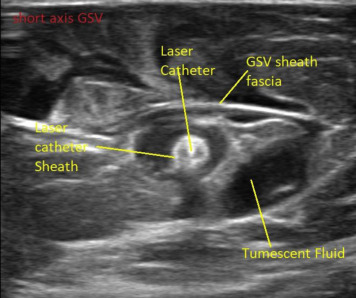 short axis GSV
Laser
Catheter
GSV sheath
fascia
Laser
catheter
Sheath
Tumescent Fluid